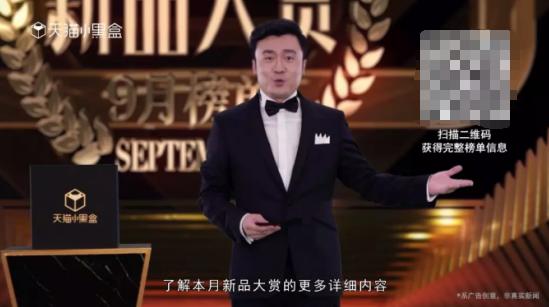 天猫小黑盒
新品大赏
9月榜单
SEPTEM
扫描二维码
获得完整榜单信息
天猫小黑盒
了解本月新品大赏的更多详细内容
*系广告创意，非真实新闻